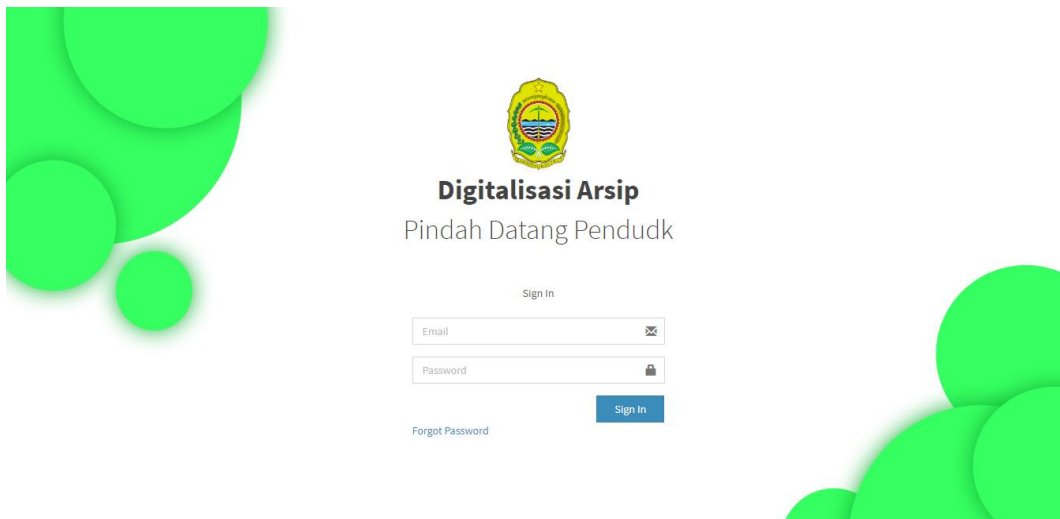 Digitalisasi Arsip
Pindah Datang Pendudk
Sign In
Email
Password
Sign In
Forgot Password